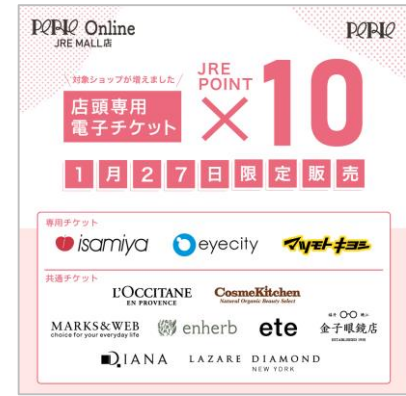 PERIE Online
JRE MALL店
PERIE
対象ショップが増えました
店頭専用
電子チケット
JRE
POINT
×10
1月27日限定販売
専用チケット
isamiya
eyecity
マツモトキヨシ
共通チケット
L'OCCITANE
EN PROVENCE
CosmeKitchen
Natural Organic Beauty Select
MARKS&WEB
choice for your everyday life
enherb
ete
金子眼鏡店
ESTABLISHED 1958
DIANA
LAZARE DIAMOND
NEW YORK